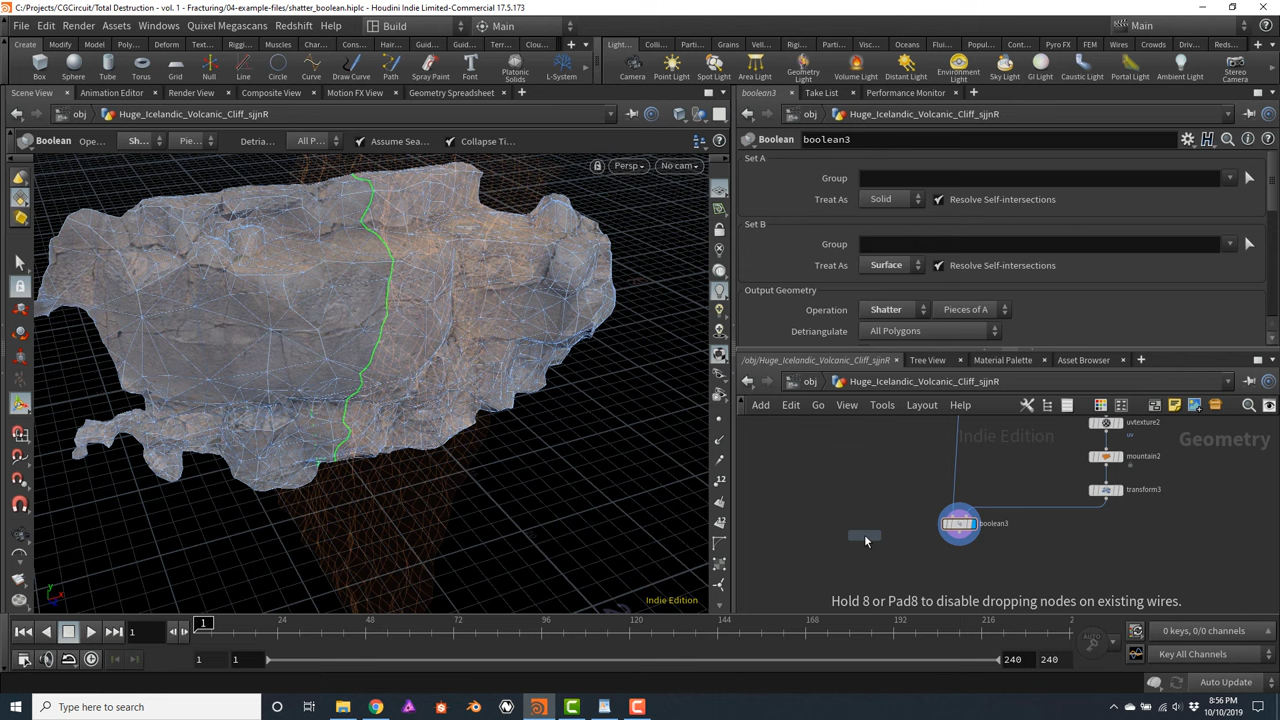 C:/Projects/CGCircuit/Total Destruction - vol. 1 - Fracturing/04-example-files/shatter_boolean.hiplc - Houdini Indie Limited-Commercial 17.5.173
File Edit Render Assets Windows Quixel Megascans Redshift Help Build Main Main
Create Modify Model Poly... Deform Text... Riggi... Muscles Char... Cons... Hair... Guid... Guid... Terr... Clou... Light... Colli... Parti... Grains Vell... Rigi... Parti... Visc... Oceans Flui... Popul... Cont... Pyro FX FEM Wires Crowds Driv... Reds...
Box Sphere Tube Torus Grid Null Line Circle Curve Draw Curve Path Spray Paint Font Platonic Solids L-System Camera Point Light Spot Light Area Light Geometry Light Volume Light Distant Light Environment Light Sky Light GI Light Caustic Light Portal Light Ambient Light Stereo Camera
Scene View Animation Editor Render View Composite View Motion FX View Geometry Spreadsheet
boolean3 Take List Performance Monitor
obj Huge_Icelandic_Volcanic_Cliff_sjjnR
obj Huge_Icelandic_Volcanic_Cliff_sjjnR
Boolean Ope... Sh... Pie... Detria... All P... Assume Sea... Collapse Ti...
Persp No cam
12
12
y
x
z
Indie Edition
Boolean boolean3
Set A
Group
Treat As Solid Resolve Self-intersections
Set B
Group
Treat As Surface Resolve Self-intersections
Output Geometry
Operation Shatter Pieces of A
Detriangulate All Polygons
/obj/Huge_Icelandic_Volcanic_Cliff_sjjnR Tree View Material Palette Asset Browser
obj Huge_Icelandic_Volcanic_Cliff_sjjnR
Add Edit Go View Tools Layout Help
Indie Edition
Geometry
uvtexture2
uv
mountain2
transform3
boolean3
Hold 8 or Pad8 to disable dropping nodes on existing wires.
1 1 24 48 72 96 120 144 168 192 216 2
AUTO
0 keys, 0/0 channels
1 1 240 240 Key All Channels
Auto Update
Type here to search
8:56 PM
10/10/2019